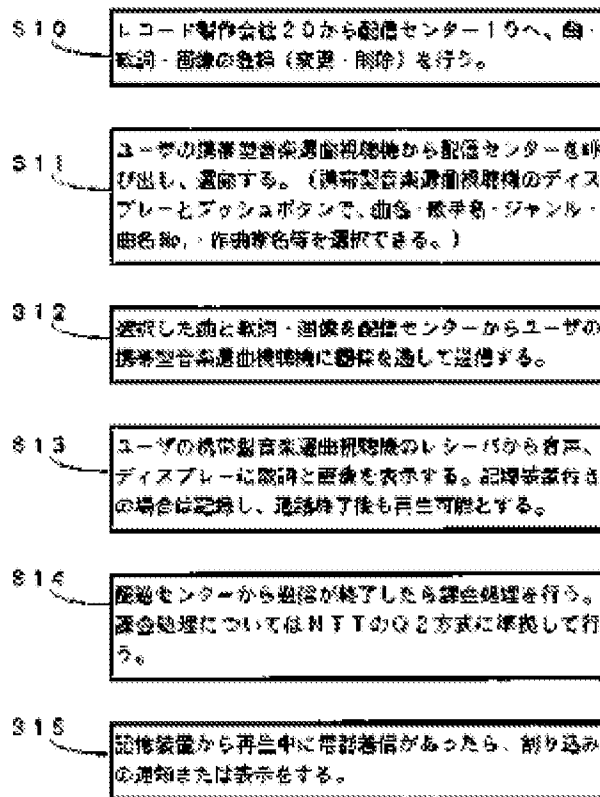 S10
レコード製作会社20から配信センター10へ、曲・
歌詞・画像の登録(変更・削除)を行う。
S11
ユーザの携帯型音楽選曲視聴機から配信センターを呼
び出し、選曲する。(携帯型音楽選曲視聴機のディス
プレーとプッシュボタンで、曲名・歌手名・ジャンル・
曲名No.・作曲家名等を選択できる。)
S12
選択した曲と歌詞・画像を配信センターからユーザの
携帯型音楽選曲視聴機に電話を通して送信する。
S13
ユーザの携帯型音楽選曲視聴機のレシーバから音声、
ディスプレーに歌詞と画像を表示する。記憶装置付き
の場合は記録し、通話終了後も再生可能とする。
S14
配信センターから送信が終了したら課金処理を行う。
課金処理についてはNTTのQ2方式に準拠して行
う。
S15
記憶装置から再生中に電話着信があったら、割り込み
の通知または表示をする。